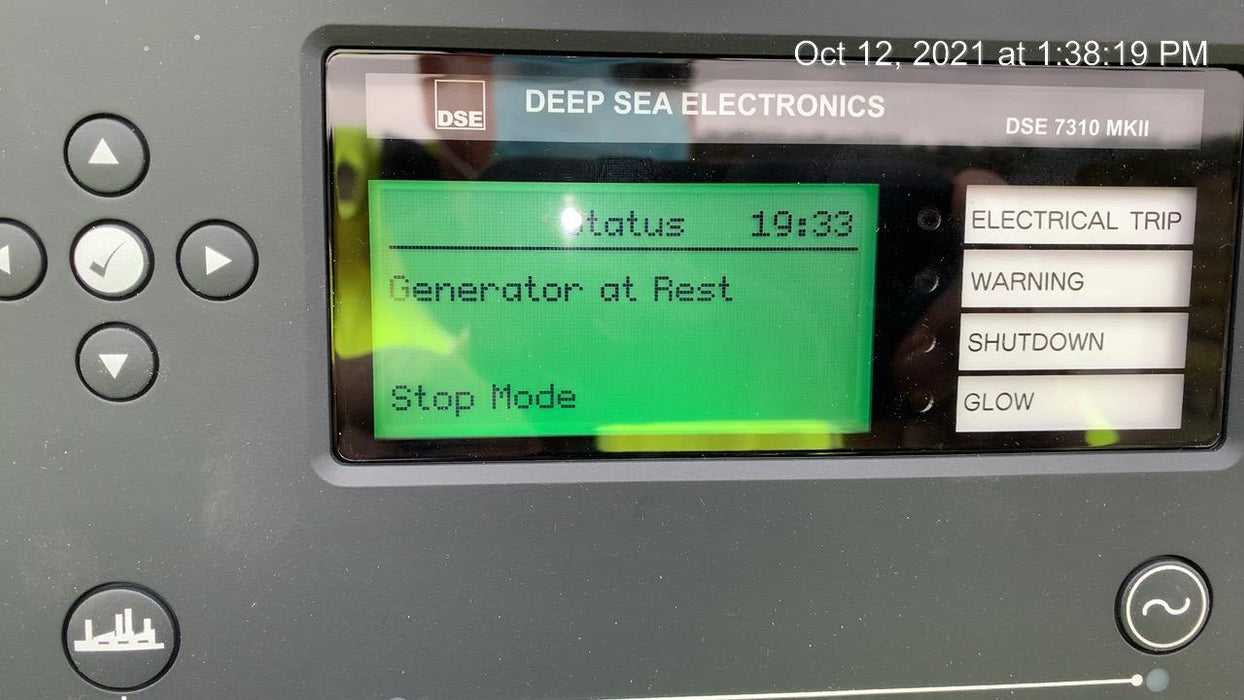 Oct 12, 2021 at 1:38:19 PM
DSE
DEEP SEA ELECTRONICS
DSE 7310 MKII
Status 19:33
Generator at Rest
Stop Mode
ELECTRICAL TRIP
WARNING
SHUTDOWN
GLOW